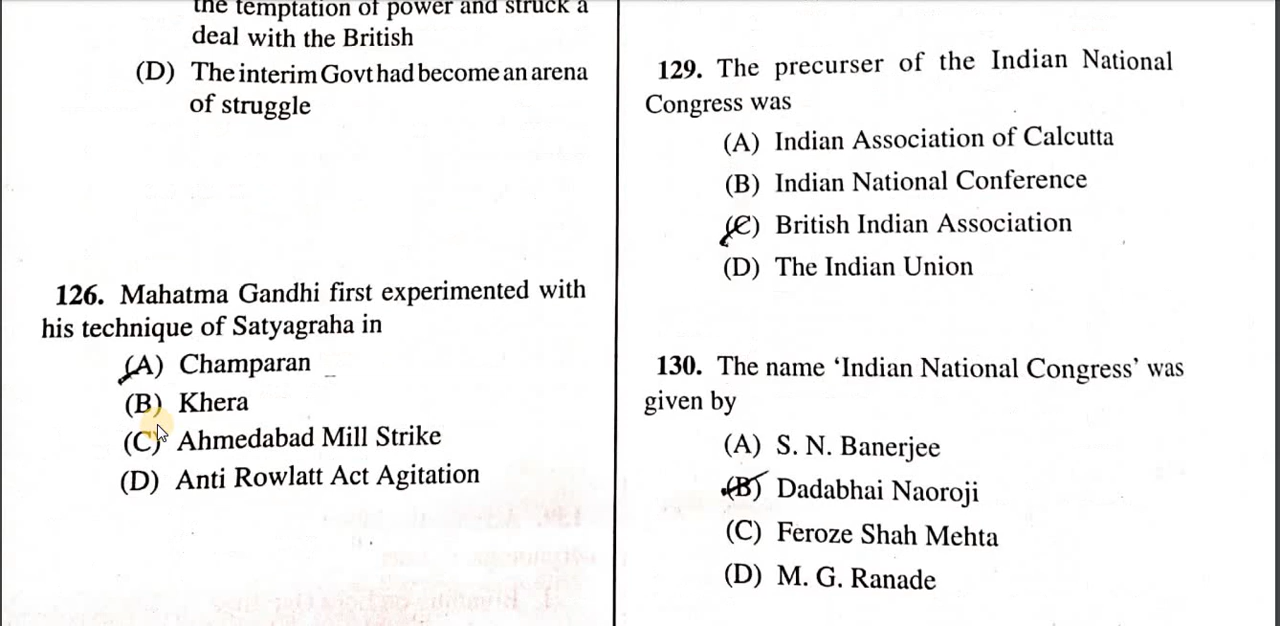 the temptation of power and struck a
deal with the British
(D) The interim Govt had become an arena
of struggle
126. Mahatma Gandhi first experimented with
his technique of Satyagraha in
(A) Champaran
(B) Khera
(C) Ahmedabad Mill Strike
(D) Anti Rowlatt Act Agitation
129. The precurser of the Indian National
Congress was
(A) Indian Association of Calcutta
(B) Indian National Conference
(C) British Indian Association
(D) The Indian Union
130. The name ‘Indian National Congress’ was
given by
(A) S. N. Banerjee
(B) Dadabhai Naoroji
(C) Feroze Shah Mehta
(D) M. G. Ranade